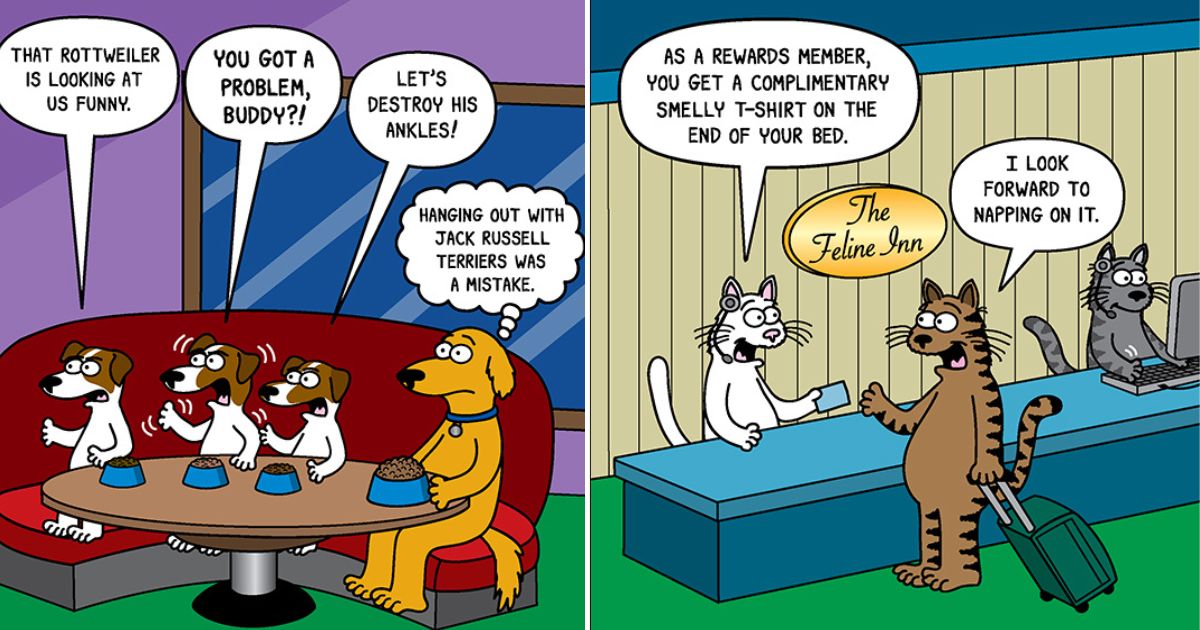 THAT ROTTWEILER
IS LOOKING AT
US FUNNY.
YOU GOT A
PROBLEM,
BUDDY?!
LET'S
DESTROY HIS
ANKLES!
HANGING OUT WITH
JACK RUSSELL
TERRIERS WAS
A MISTAKE.
AS A REWARDS MEMBER,
YOU GET A COMPLIMENTARY
SMELLY T-SHIRT ON THE
END OF YOUR BED.
I LOOK
FORWARD TO
NAPPING ON IT.
The
Feline Inn